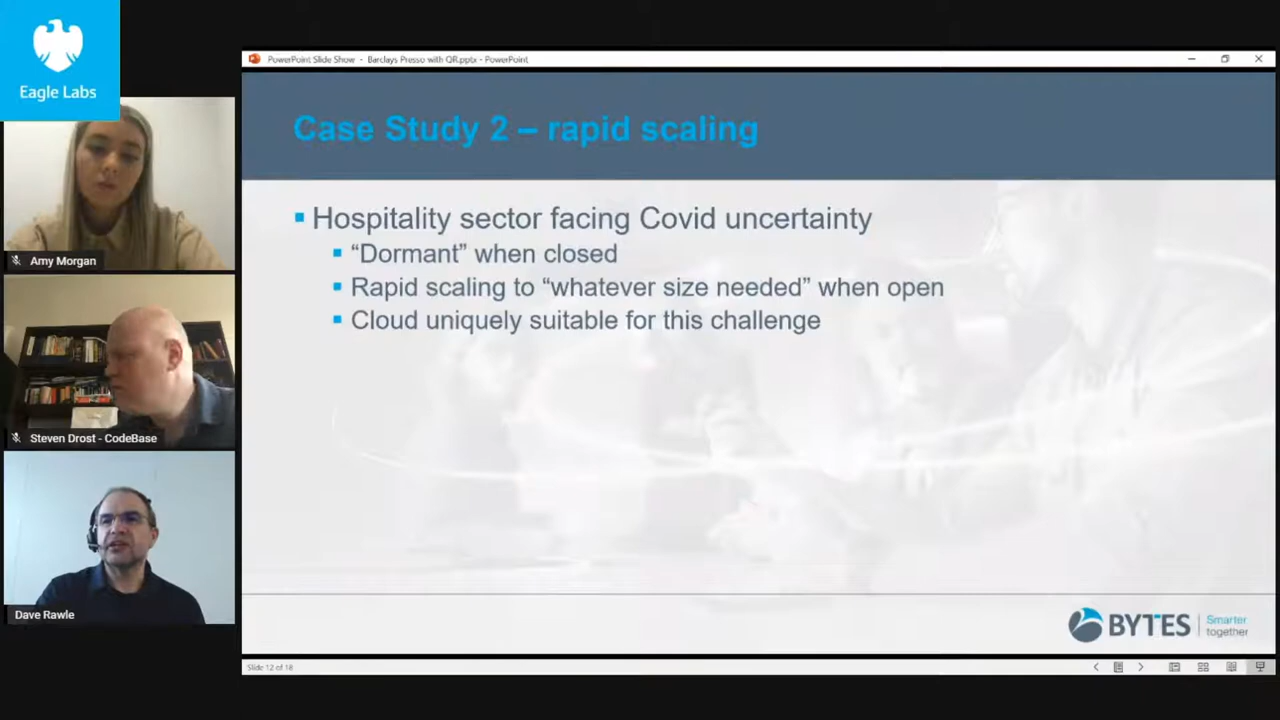 Eagle Labs
Amy Morgan
Steven Drost - CodeBase
Dave Rawle
PowerPoint Slide Show - Barclays Presso with QR.pptx - PowerPoint
Case Study 2 – rapid scaling
Hospitality sector facing Covid uncertainty
“Dormant” when closed
Rapid scaling to “whatever size needed” when open
Cloud uniquely suitable for this challenge
BYTES
Smarter
together
Slide 12 of 18